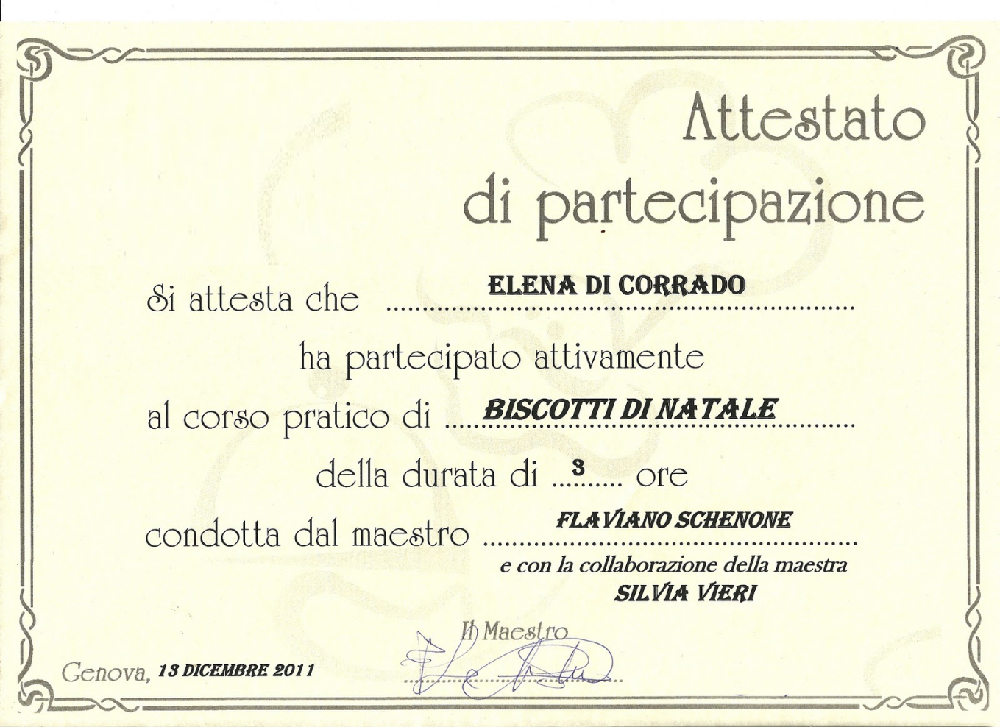 Attestato
di partecipazione
Si attesta che ELENA DI CORRADO
ha partecipato attivamente
al corso pratico di BISCOTTI DI NATALE
della durata di 3 ore
condotta dal maestro FLAVIANO SCHENONE
e con la collaborazione della maestra
SILVIA VIERI
Il Maestro
Genova, 13 DICEMBRE 2011